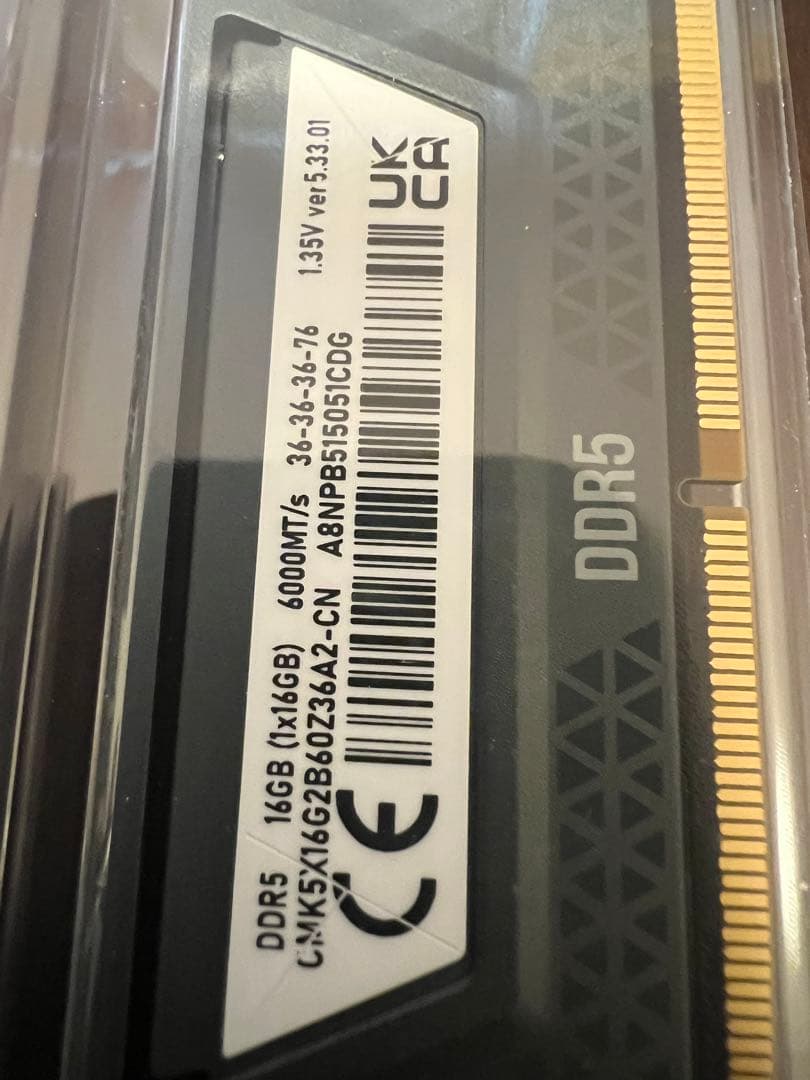 DDR5 16GB (1x16GB) 6000MT/s 36-36-36-76 1.35V ver5.33.01
CMK5X16G2B60Z36A2-CN A8NPB515051CDG
CE
UK
CA
DDR5